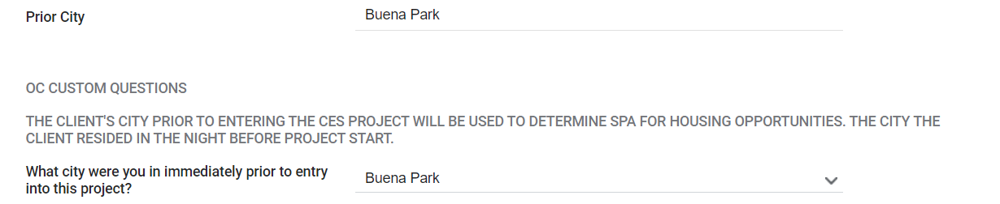 Prior City
Buena Park
OC CUSTOM QUESTIONS
THE CLIENT'S CITY PRIOR TO ENTERING THE CES PROJECT WILL BE USED TO DETERMINE SPA FOR HOUSING OPPORTUNITIES. THE CITY THE
CLIENT RESIDED IN THE NIGHT BEFORE PROJECT START.
What city were you in immediately prior to entry
into this project?
Buena Park